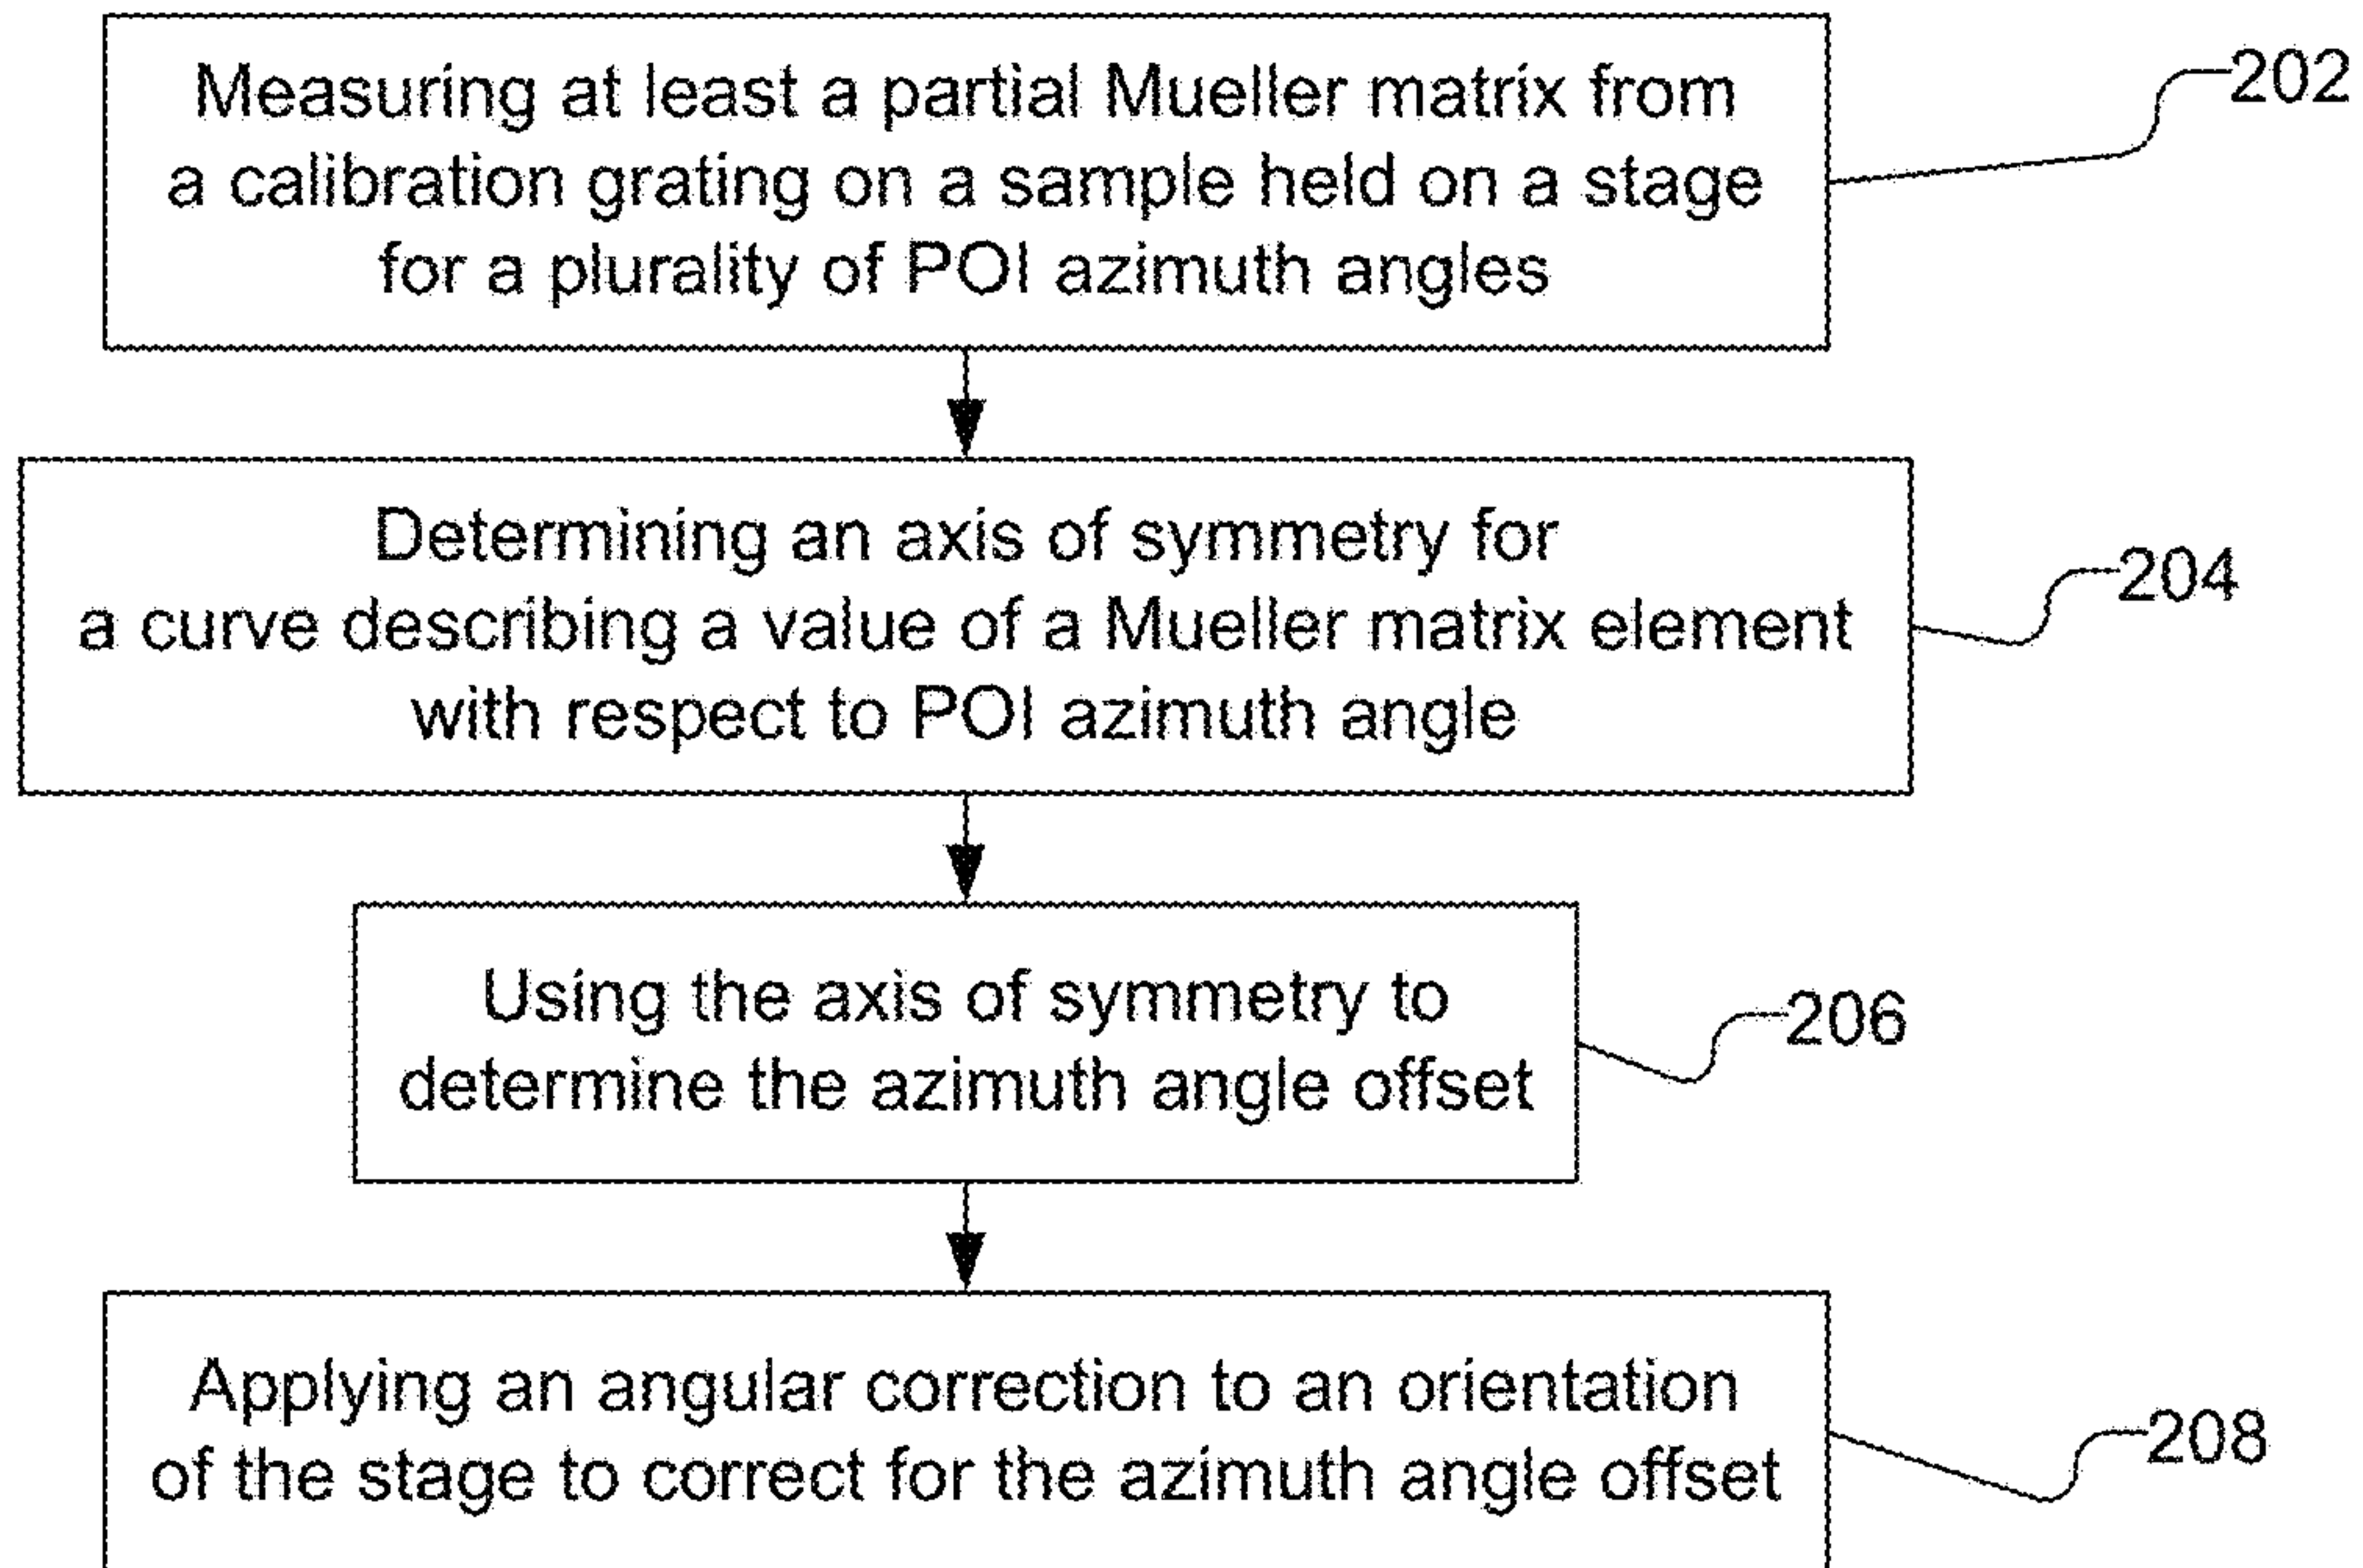 Measuring at least a partial Mueller matrix from
a calibration grating on a sample held on a stage
for a plurality of POI azimuth angles
202
Determining an axis of symmetry for
a curve describing a value of a Mueller matrix element
with respect to POI azimuth angle
204
Using the axis of symmetry to
determine the azimuth angle offset
206
Applying an angular correction to an orientation
of the stage to correct for the azimuth angle offset
208